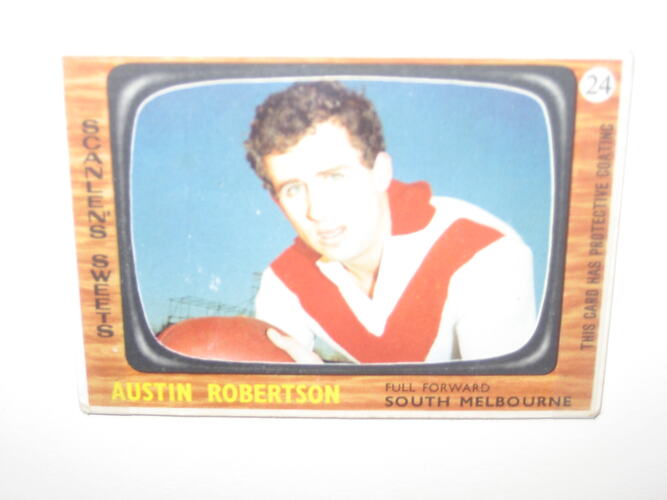 24
SCANLEN'S SWEETS
THIS CARD HAS PROTECTIVE COATING
AUSTIN ROBERTSON
FULL FORWARD
SOUTH MELBOURNE